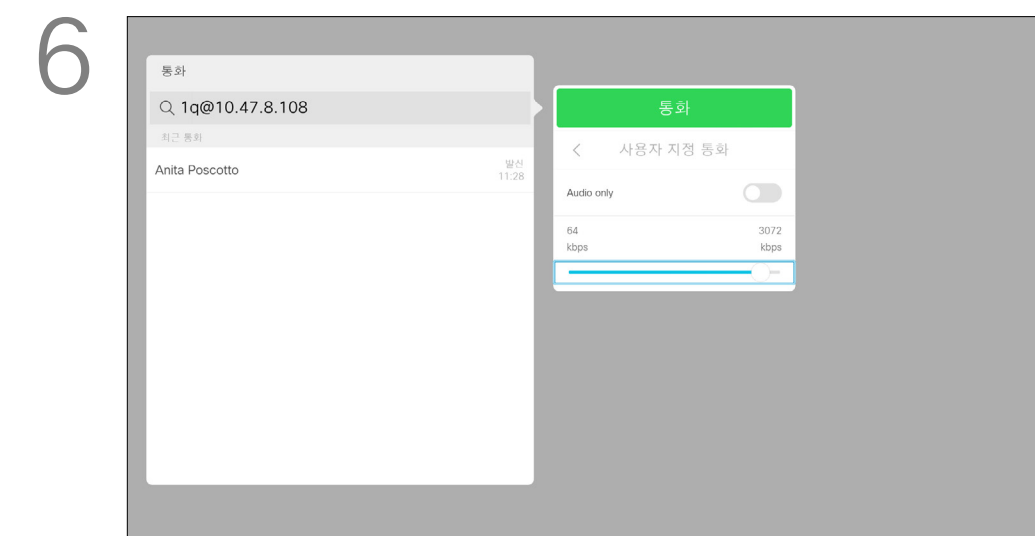 6
통화
1q@10.47.8.108
최근 통화
Anita Poscotto
발신
11:28
통화
사용자 지정 통화
Audio only
64
kbps
3072
kbps